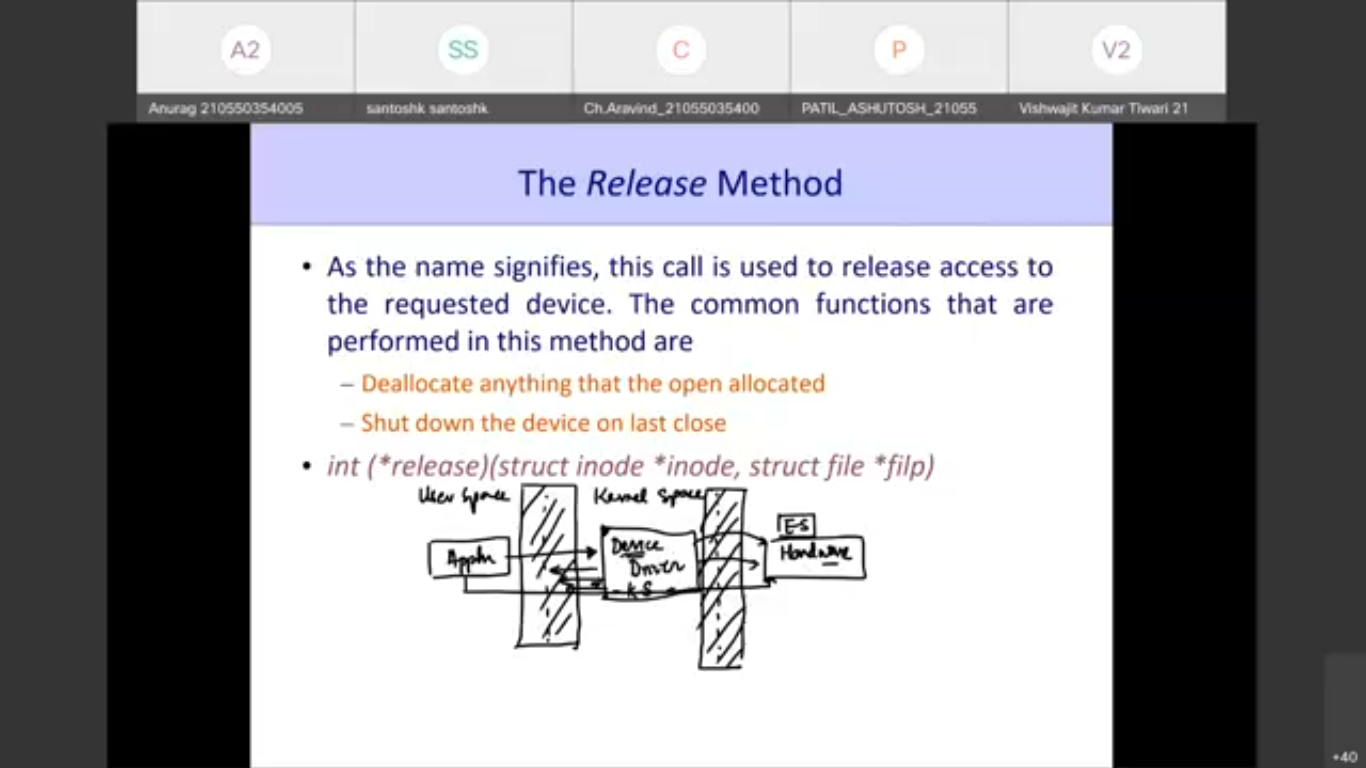 A2
SS
C
P
V2
Anurag 210550354005
santoshk santoshk
Ch.Aravind_21055035400
PATIL_ASHUTOSH_21055
Vishwajit Kumar Tiwari 21
The Release Method
• As the name signifies, this call is used to release access to
the requested device. The common functions that are
performed in this method are
– Deallocate anything that the open allocated
– Shut down the device on last close
• int (*release)(struct inode *inode, struct file *filp)
User Space
Kernel Space
E-S
Appln
Device
Driver
Hardware
- K S -
+40